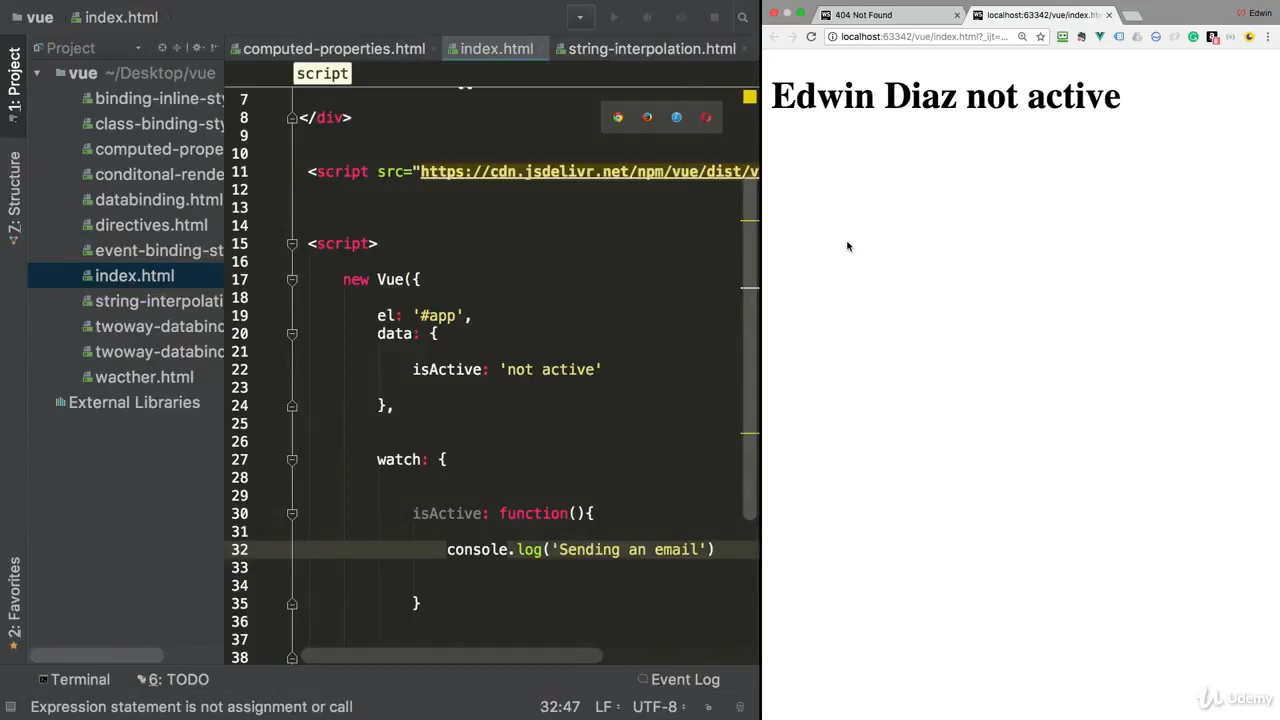 vue
index.html
404 Not Found
localhost:63342/vue/index.htm
Edwin
Project
computed-properties.html
index.html
string-interpolation.html
localhost:63342/vue/index.html?_ijt=...
vue ~/Desktop/vue
script
binding-inline-sty
class-binding-sty
computed-prope
conditonal-rende
databinding.html
directives.html
event-binding-st
index.html
string-interpolati
twoway-databind
twoway-databind
wacther.html
External Libraries
1: Project
Z: Structure
2: Favorites
7
8 </div>
9
10
11 <script src="https://cdn.jsdelivr.net/npm/vue/dist/v
12
13
14
15 <script>
16
17 new Vue({
18
19 el: '#app',
20 data: {
21
22 isActive: 'not active'
23
24 },
25
26
27 watch: {
28
29
30 isActive: function(){
31
32 console.log('Sending an email')
33
34
35 }
36
37
38
Edwin Diaz not active
Terminal
6: TODO
Event Log
Expression statement is not assignment or call
32:47
LF
UTF-8
Udemy